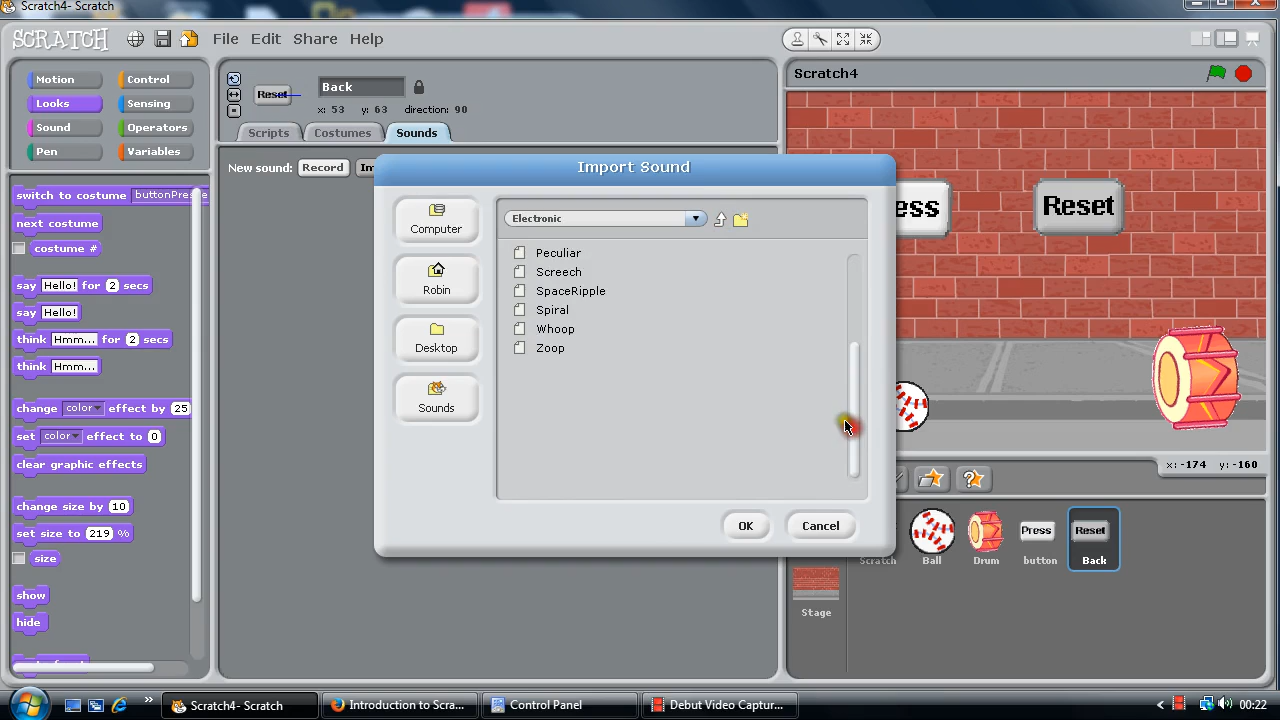 Scratch4- Scratch
SCRATCH File Edit Share Help
Motion Control
Looks Sensing
Sound Operators
Pen Variables
Reset
Back
x: 53 y: 63 direction: 90
Scripts Costumes Sounds
New sound: Record
switch to costume
next costume
costume #
say Hello! for 2 secs
say Hello!
think Hmm... for 2 secs
think Hmm...
change color effect by 25
set color effect to 0
clear graphic effects
change size by 10
set size to 219 %
size
show
hide
Import Sound
Computer
Robin
Desktop
Sounds
Electronic
Peculiar
Screech
SpaceRipple
Spiral
Whoop
Zoop
OK Cancel
Scratch4
Reset
x: -174 y: -160
Press Reset
Scratch Ball Drum button Back
Stage
Scratch4- Scratch Introduction to Scra... Control Panel Debut Video Captur... 00:22